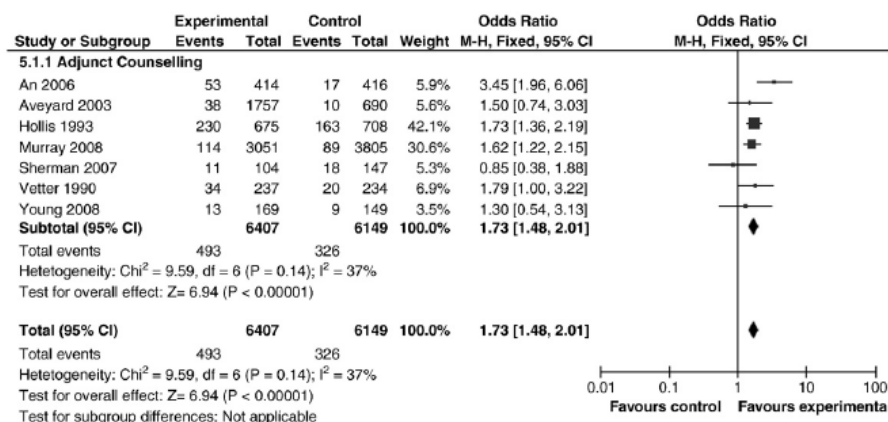 Experimental Control Odds Ratio Odds Ratio
Study or Subgroup Events Total Events Total Weight M-H, Fixed, 95% CI M-H, Fixed, 95% CI
5.1.1 Adjunct Counselling
An 2006 53 414 17 416 5.9% 3.45 [1.96, 6.06]
Aveyard 2003 38 1757 10 690 5.6% 1.50 [0.74, 3.03]
Hollis 1993 230 675 163 708 42.1% 1.73 [1.36, 2.19]
Murray 2008 114 3051 89 3805 30.6% 1.62 [1.22, 2.15]
Sherman 2007 11 104 18 147 5.3% 0.85 [0.38, 1.88]
Vetter 1990 34 237 20 234 6.9% 1.79 [1.00, 3.22]
Young 2008 13 169 9 149 3.5% 1.30 [0.54, 3.13]
Subtotal (95% CI) 6407 6149 100.0% 1.73 [1.48, 2.01]
Total events 493 326
Hetetogeneity: Chi² = 9.59, df = 6 (P = 0.14); I² = 37%
Test for overall effect: Z= 6.94 (P < 0.00001)
Total (95% CI) 6407 6149 100.0% 1.73 [1.48, 2.01]
Total events 493 326
Hetetogeneity: Chi² = 9.59, df = 6 (P = 0.14); I² = 37%
Test for overall effect: Z= 6.94 (P < 0.00001)
Test for subgroup differences: Not applicable
0.01 0.1 1 10 100
Favours control Favours experimenta